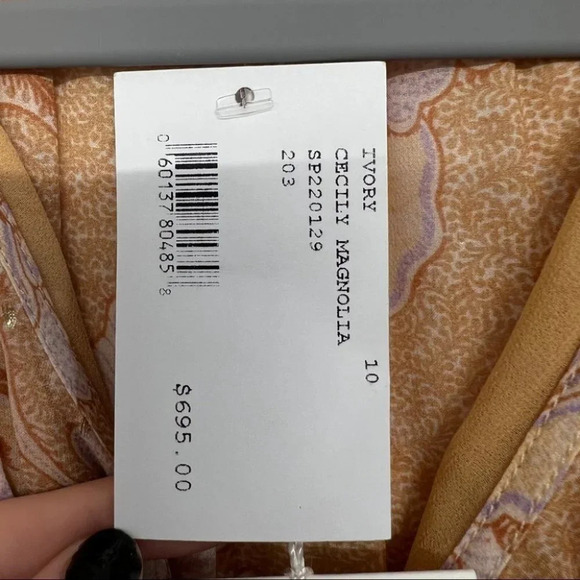 IVORY 10
CECILY MAGNOLIA
SP220129
203
0 60137 80485 8
$695.00